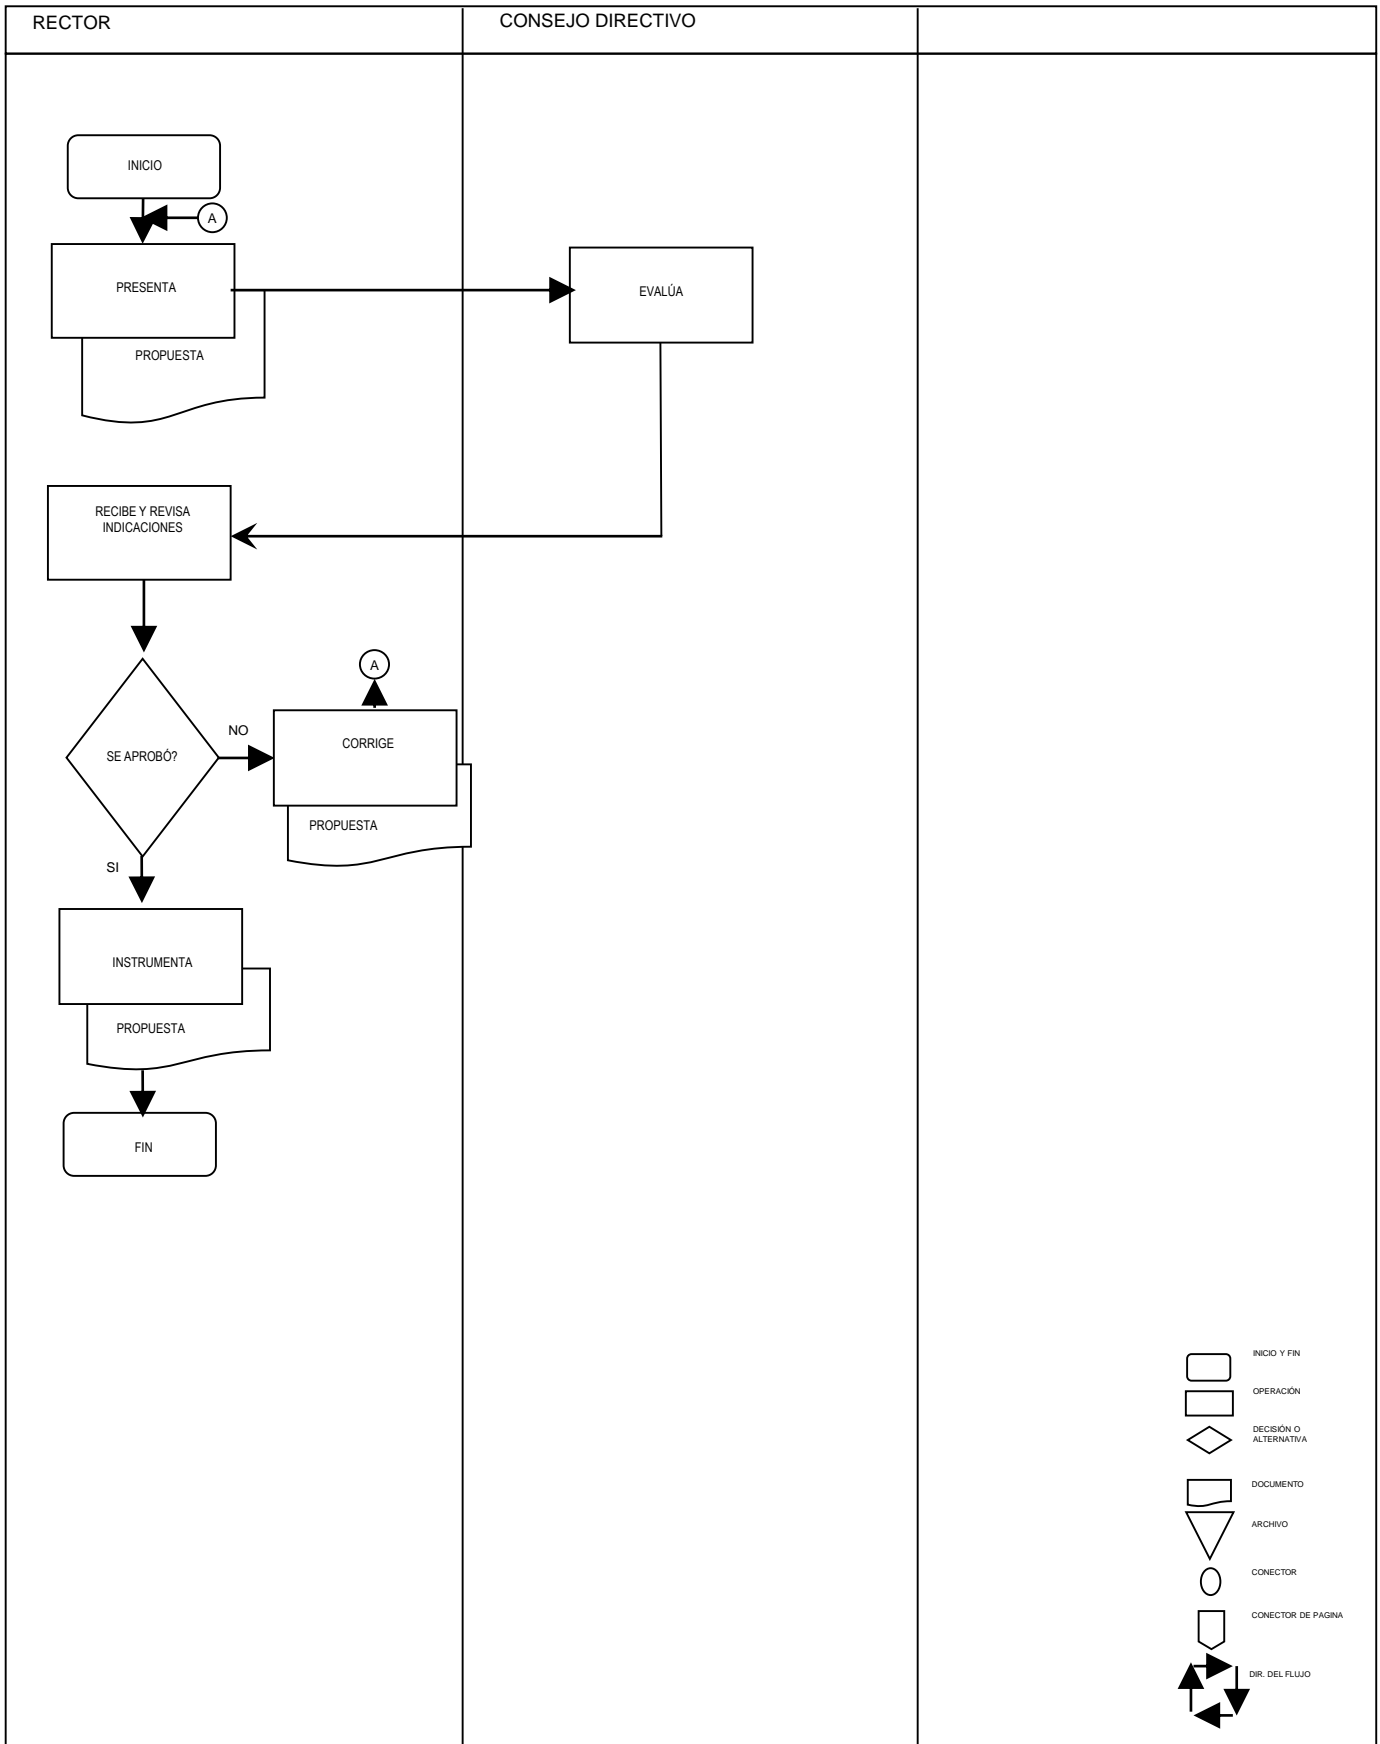 RECTOR
CONSEJO DIRECTIVO
INICIO
A
PRESENTA
EVALÚA
PROPUESTA
RECIBE Y REVISA
INDICACIONES
A
NO
CORRIGE
SE APROBÓ?
PROPUESTA
SI
INSTRUMENTA
PROPUESTA
FIN
INICIO Y FIN
OPERACIÓN
DECISIÓN O
ALTERNATIVA
DOCUMENTO
ARCHIVO
CONECTOR
CONECTOR DE PAGINA
DIR. DEL FLUJO